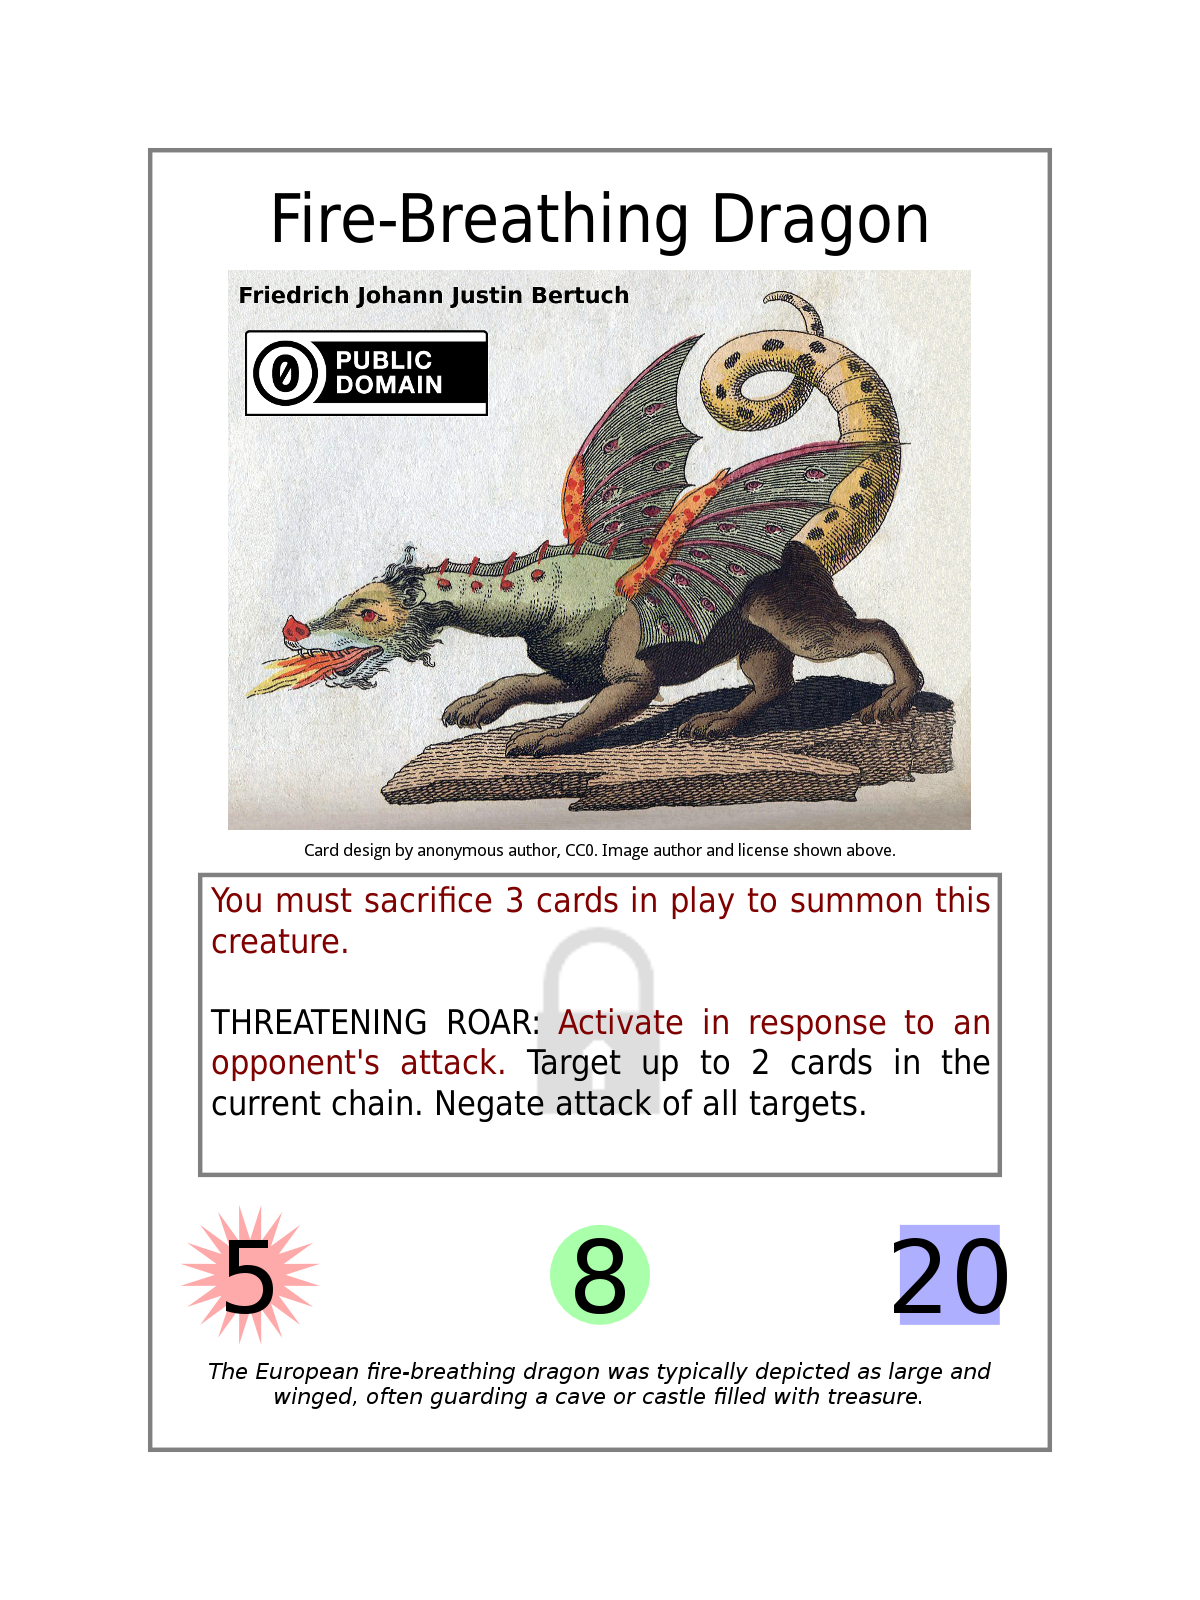 Fire-Breathing Dragon
Friedrich Johann Justin Bertuch
0 PUBLIC
DOMAIN
Card design by anonymous author, CC0. Image author and license shown above.
You must sacrifice 3 cards in play to summon this
creature.
THREATENING ROAR: Activate in response to an
opponent's attack. Target up to 2 cards in the
current chain. Negate attack of all targets.
5 8 20
The European fire-breathing dragon was typically depicted as large and
winged, often guarding a cave or castle filled with treasure.